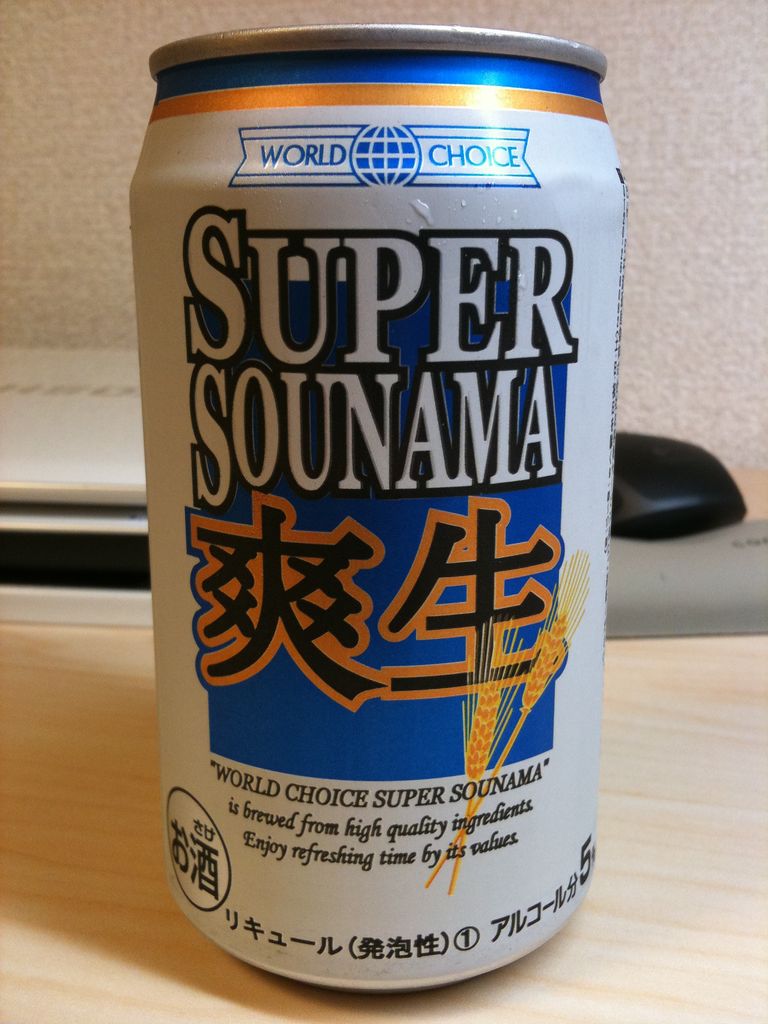 WORLD CHOICE
SUPER
SOUNAMA
爽生
"WORLD CHOICE SUPER SOUNAMA"
is brewed from high quality ingredients.
Enjoy refreshing time by its values.
さけ
お酒
リキュール(発泡性)① アルコール分5